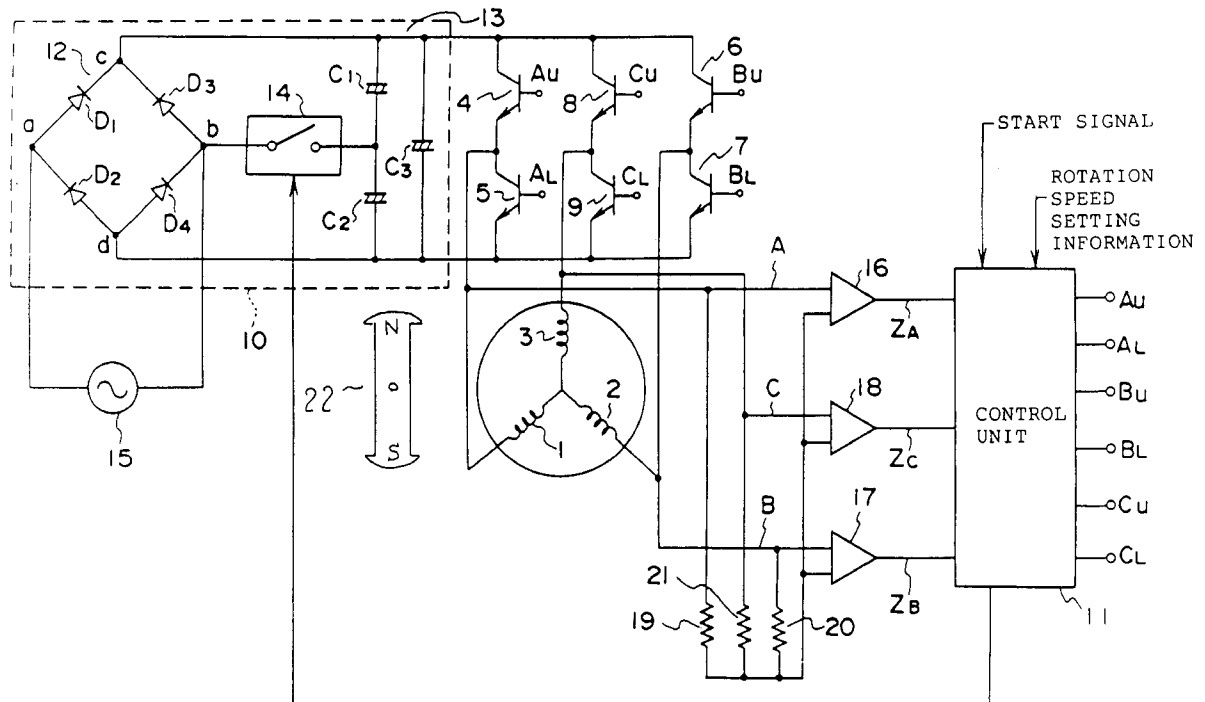 13
12
c
6
C1
AU
CU
BU
D3
4
8
14
D1
a
b
7
D2
C3
AL
CL
BL
5
9
C2
D4
d
START SIGNAL
ROTATION
SPEED
SETTING
INFORMATION
A
16
10
N
3
ZA
AU
AL
22
2
C
18
BU
CONTROL
UNIT
S
1
15
ZC
BL
B
17
CU
CL
21
ZB
19
20
11